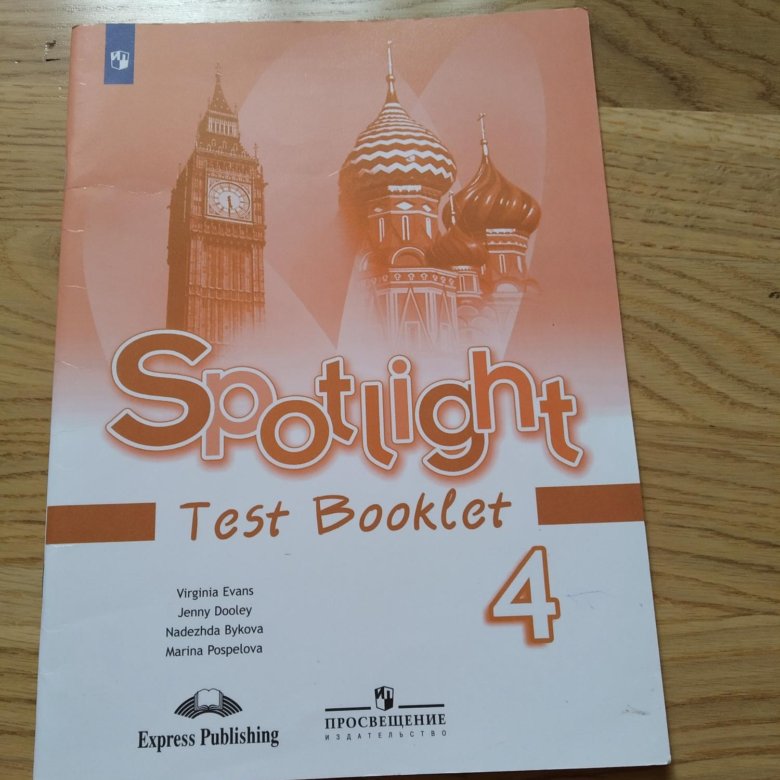 Spotlight
Test Booklet
4
Virginia Evans
Jenny Dooley
Nadezhda Bykova
Marina Pospelova
Express Publishing
ПРОСВЕЩЕНИЕ
ИЗДАТЕЛЬСТВО